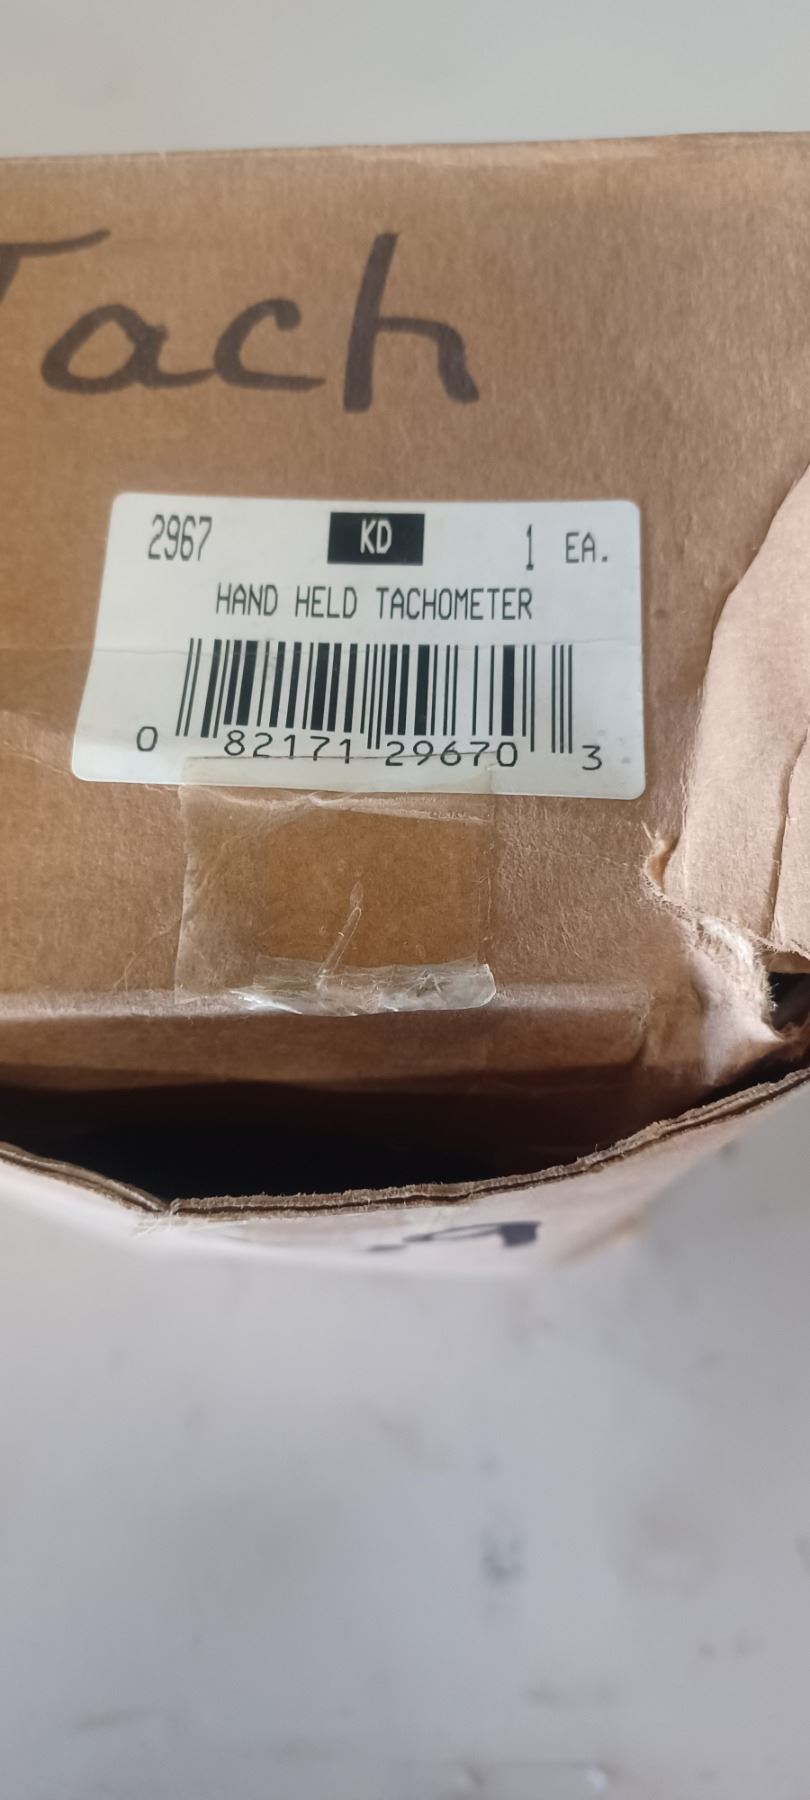 Tach
2967 KD 1 EA.
HAND HELD TACHOMETER
0 82171 29670 3